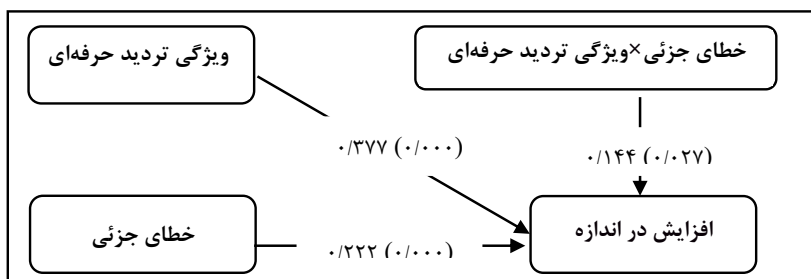 خطای جزئی×ویژگی تردید حرفه‌ای
ویژگی تردید حرفه‌ای
۰/۳۷۷ (۰/۰۰۰)
۰/۱۴۴ (۰/۰۲۷)
افزایش در اندازه
خطای جزئی
۰/۲۲۲ (۰/۰۰۰)